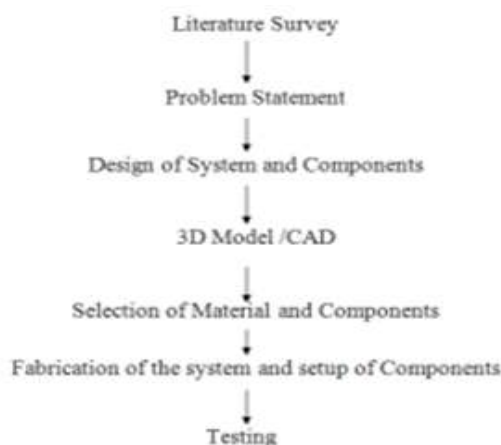 Literature Survey
Problem Statement
Design of System and Components
3D Model /CAD
Selection of Material and Components
Fabrication of the system and setup of Components
Testing